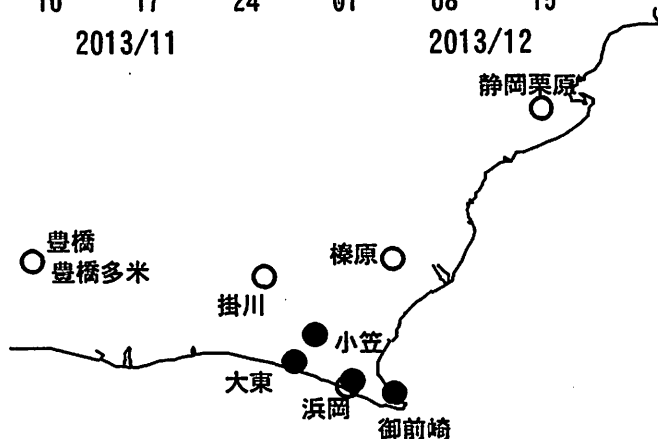 10 17 24 01 08 15
2013/11 2013/12
静岡栗原
豊橋
豊橋多米
榛原
掛川
小笠
大東
浜岡
御前崎